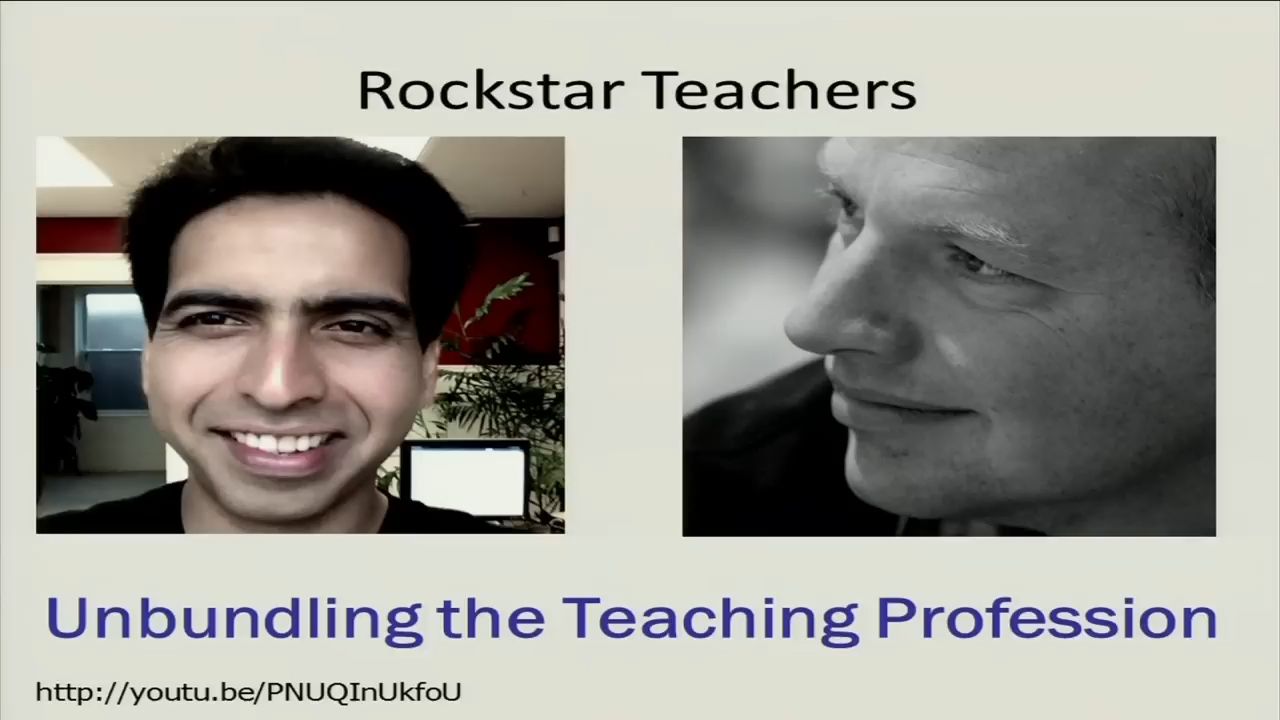 Rockstar Teachers
Unbundling the Teaching Profession
http://youtu.be/PNUQInUkfoU